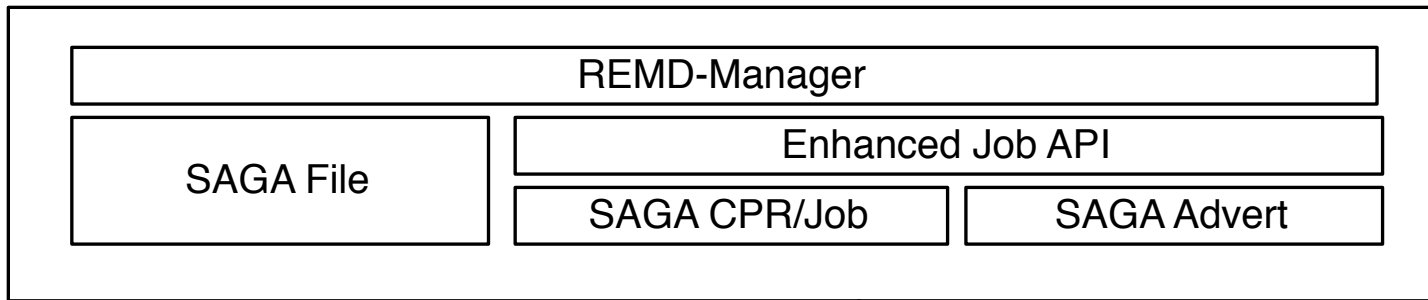 REMD-Manager
SAGA File
Enhanced Job API
SAGA CPR/Job
SAGA Advert